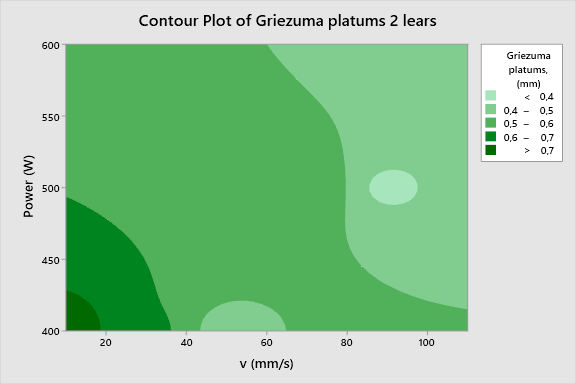 Contour Plot of Griezuma platums 2 lears
Griezuma
platums,
(mm)
< 0,4
0,4 – 0,5
0,5 – 0,6
0,6 – 0,7
> 0,7
Power (W)
600
550
500
450
400
20 40 60 80 100
v (mm/s)